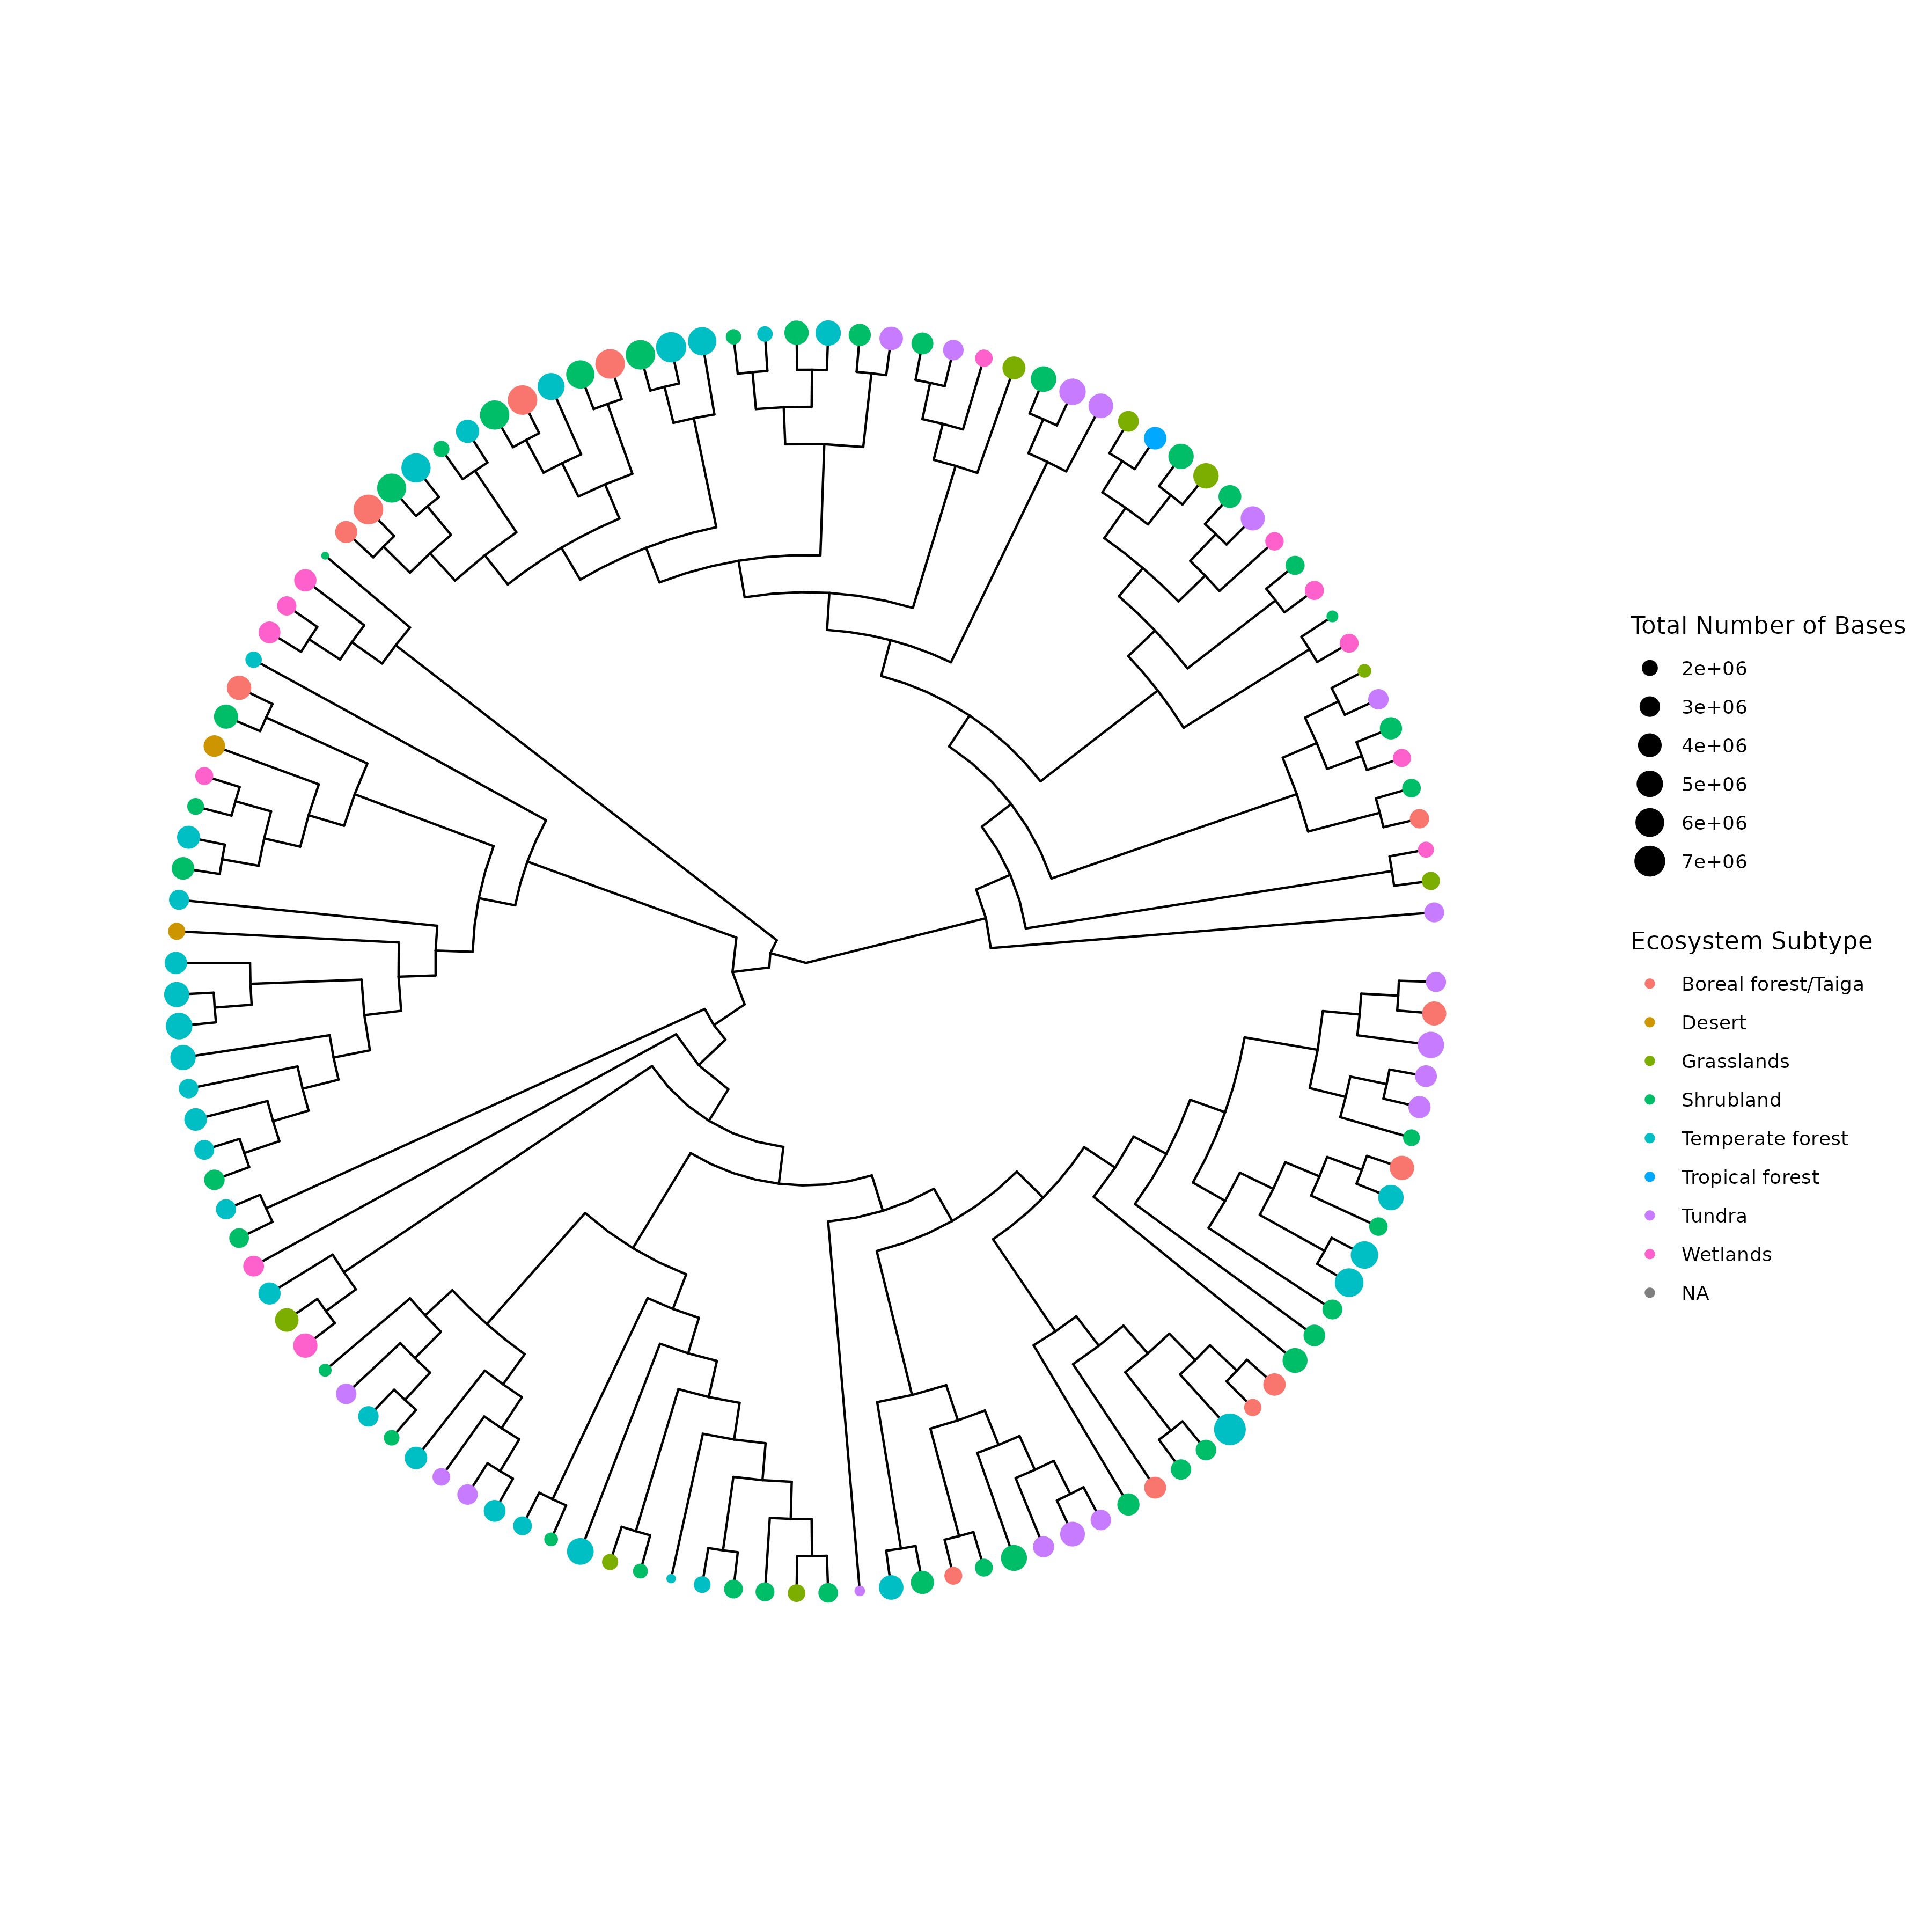 Total Number of Bases
2e+06
3e+06
4e+06
5e+06
6e+06
7e+06
Ecosystem Subtype
Boreal forest/Taiga
Desert
Grasslands
Shrubland
Temperate forest
Tropical forest
Tundra
Wetlands
NA